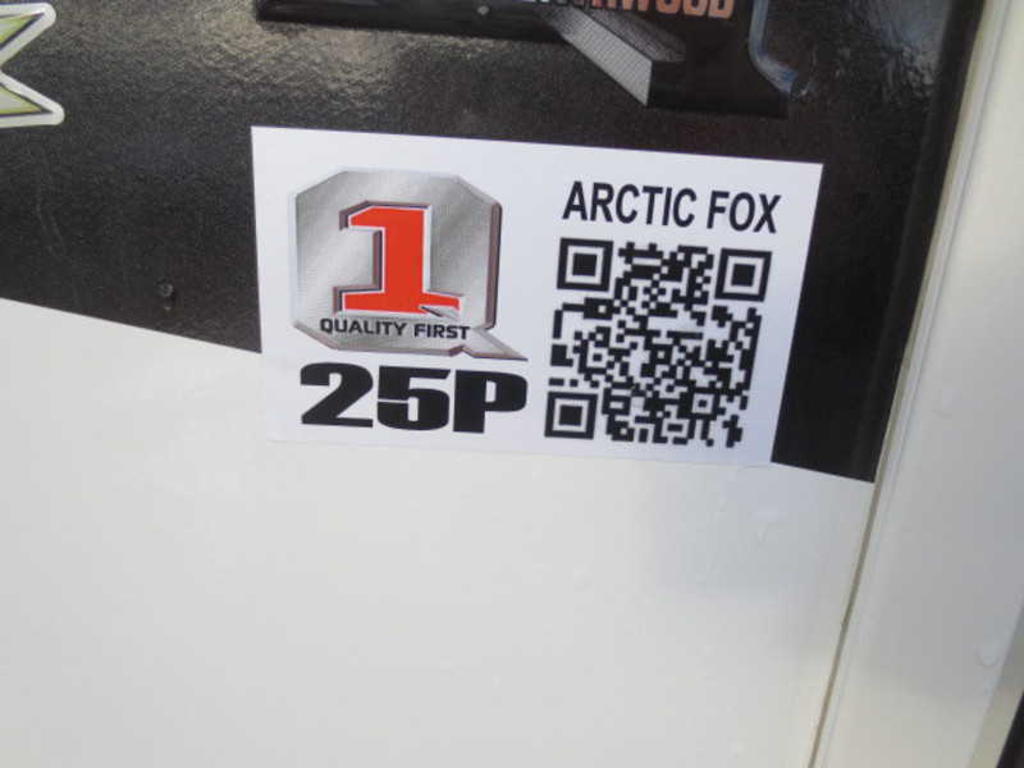 ARCTIC FOX
1
QUALITY FIRST
25P